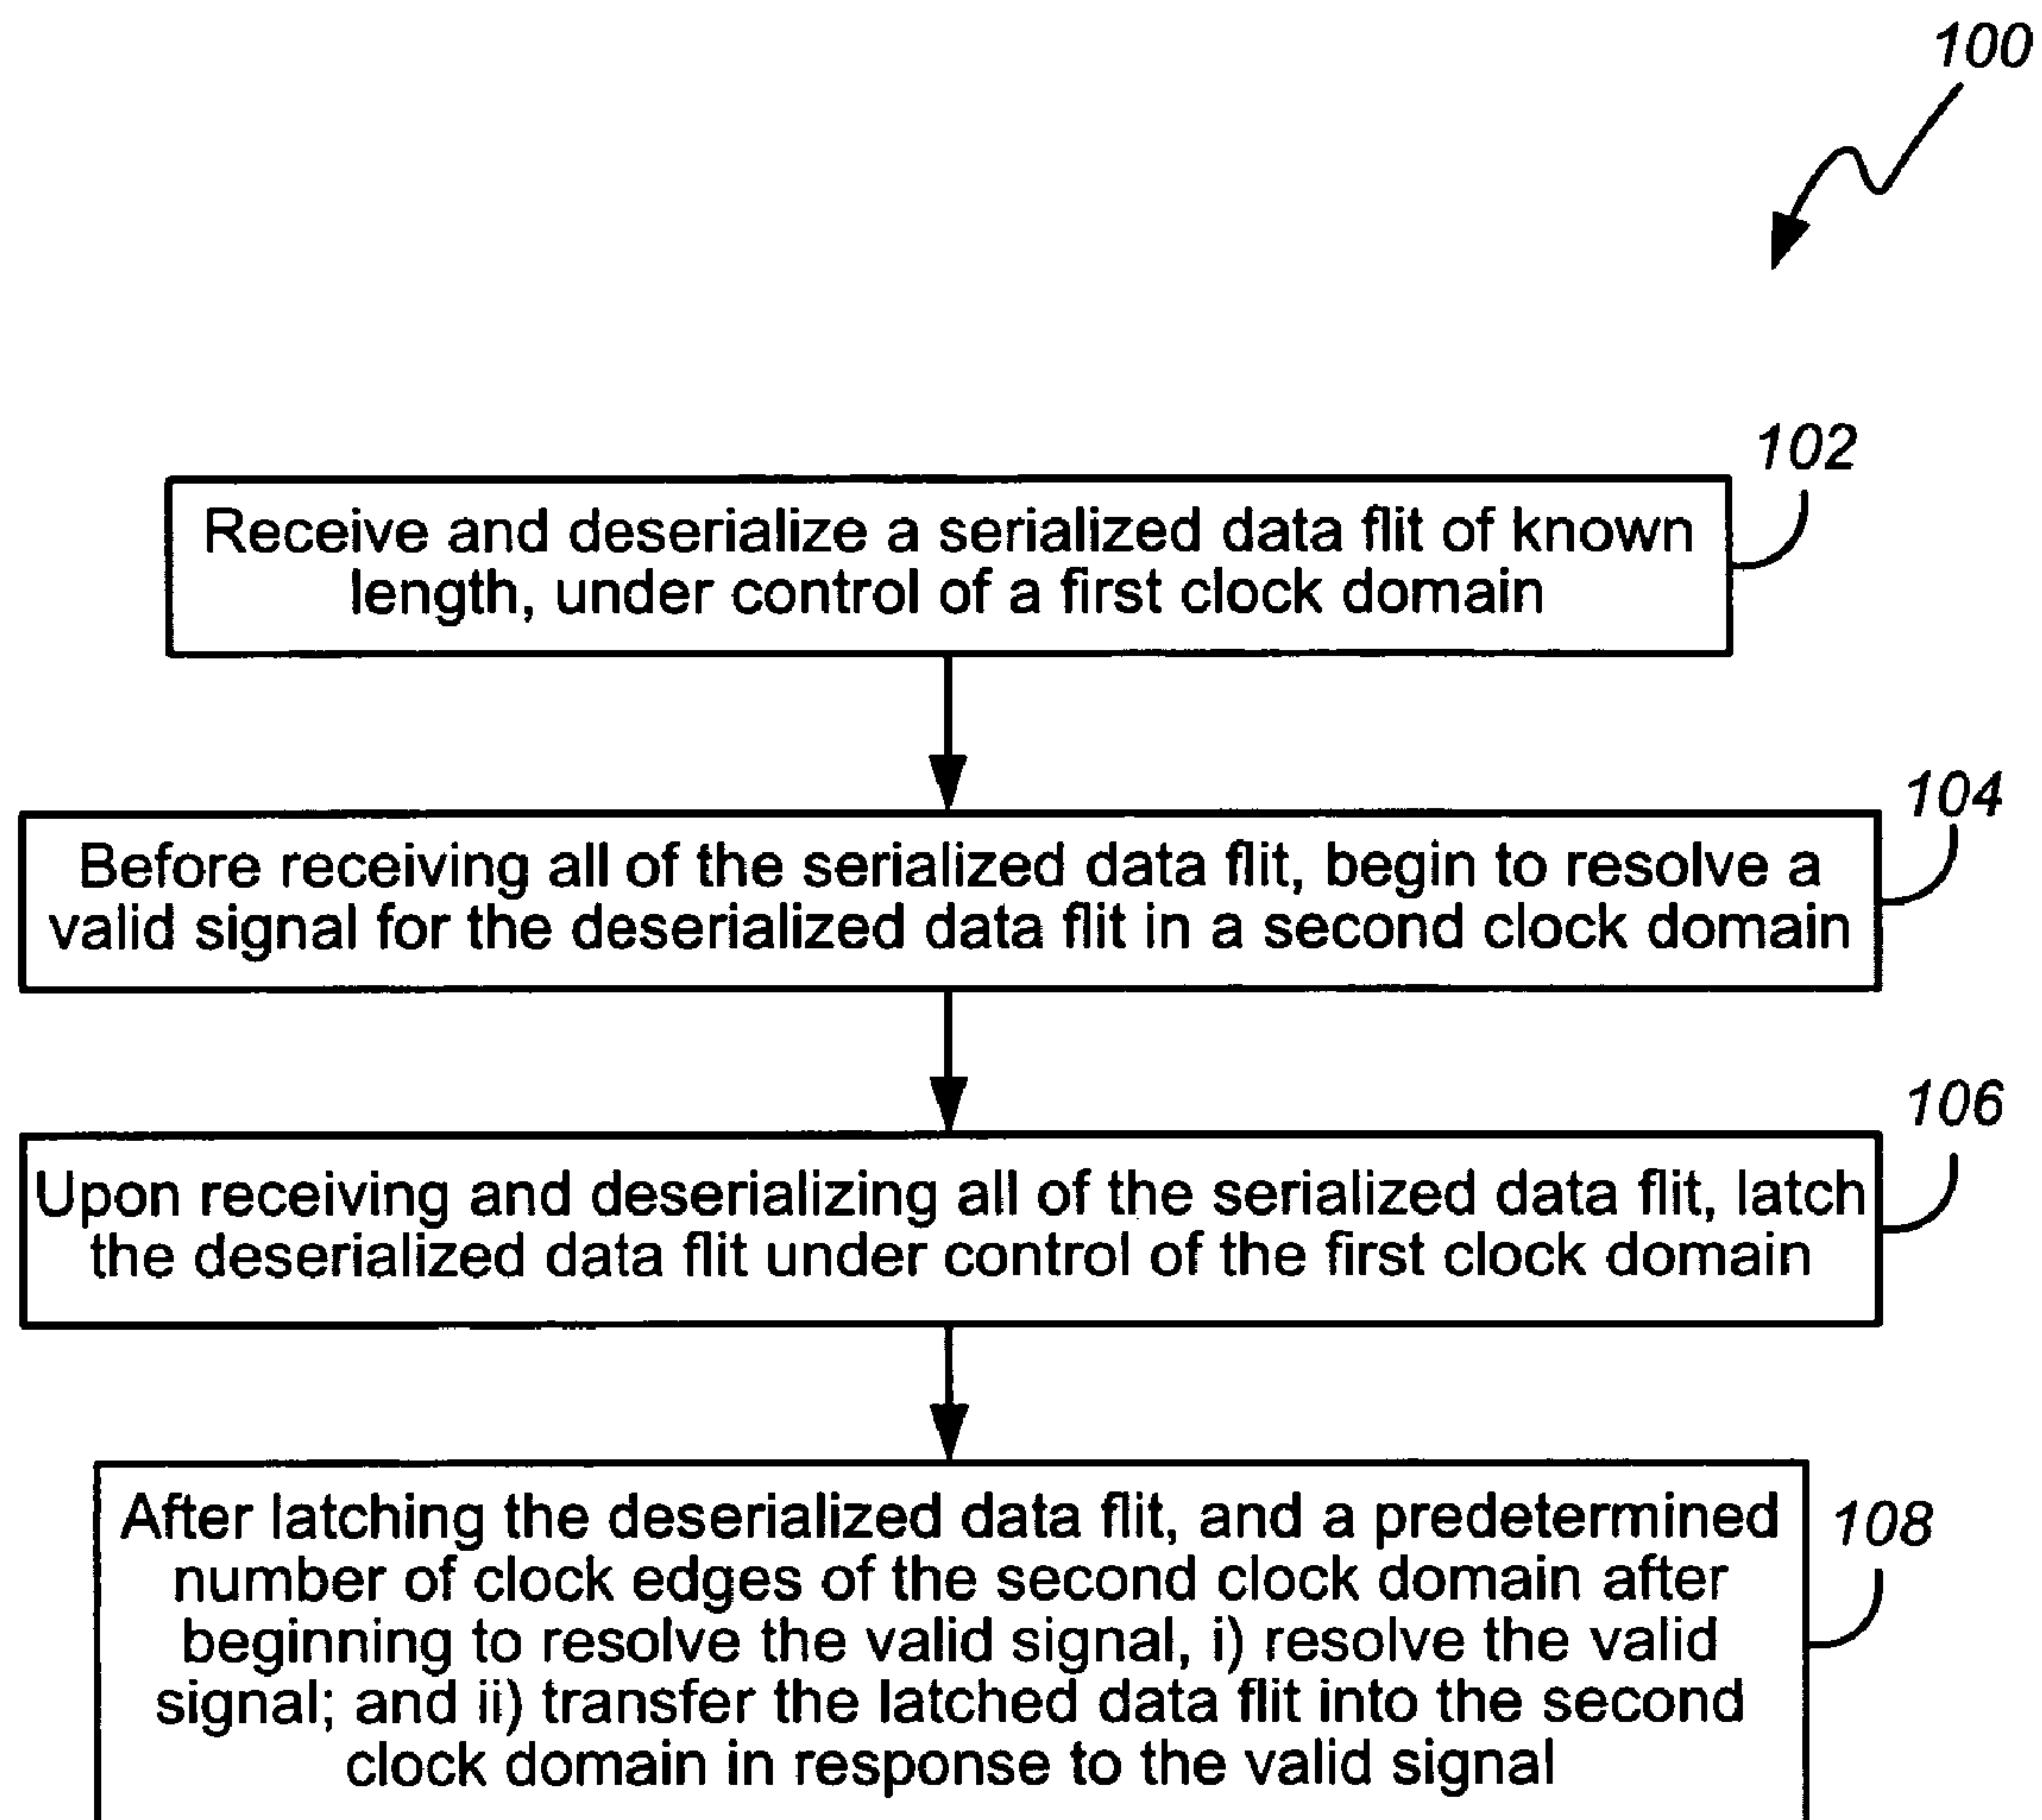 100
102
Receive and deserialize a serialized data flit of known
length, under control of a first clock domain
104
Before receiving all of the serialized data flit, begin to resolve a
valid signal for the deserialized data flit in a second clock domain
106
Upon receiving and deserializing all of the serialized data flit, latch
the deserialized data flit under control of the first clock domain
108
After latching the deserialized data flit, and a predetermined
number of clock edges of the second clock domain after
beginning to resolve the valid signal, i) resolve the valid
signal; and ii) transfer the latched data flit into the second
clock domain in response to the valid signal